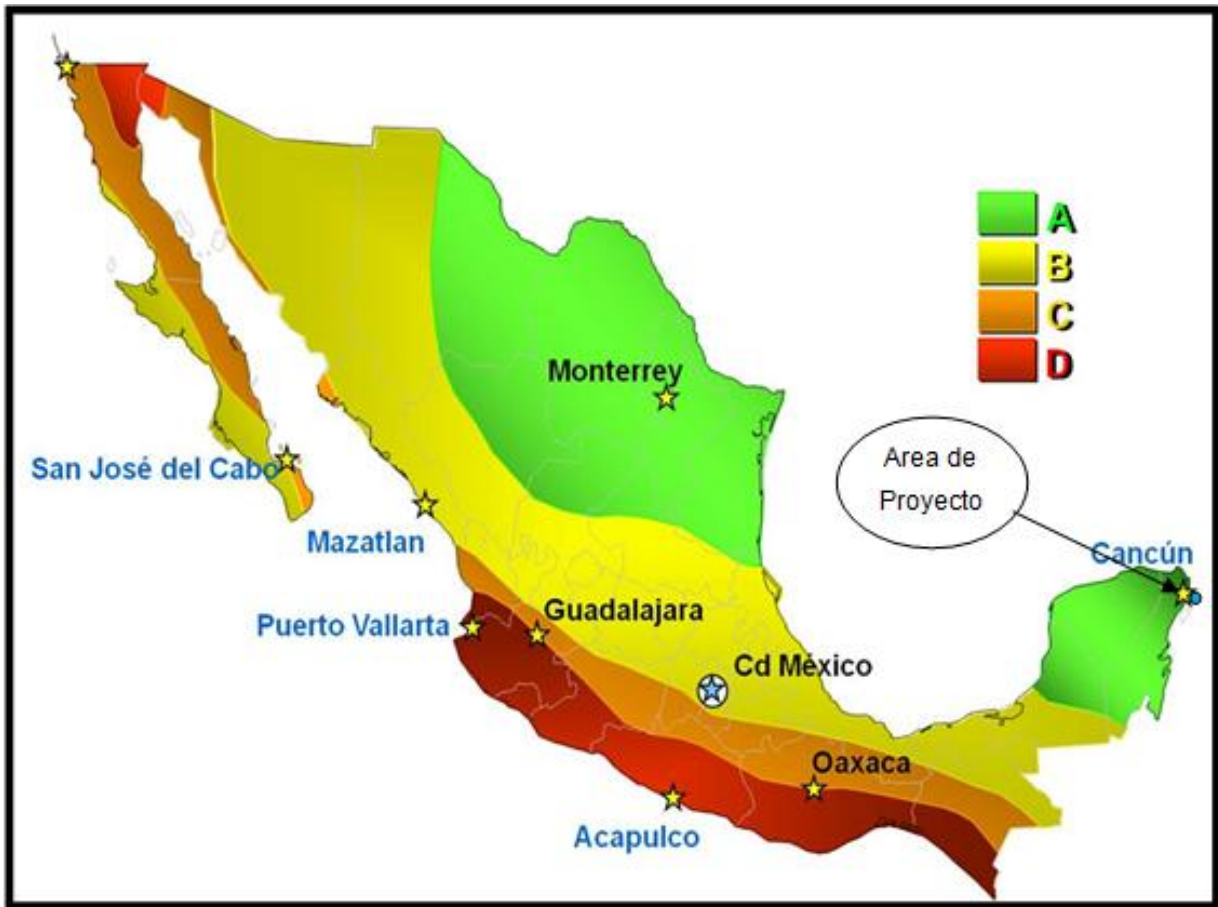 A
B
C
D
Monterrey
Area de
Proyecto
San José del Cabo
Cancún
Mazatlan
Guadalajara
Puerto Vallarta
Cd México
Oaxaca
Acapulco